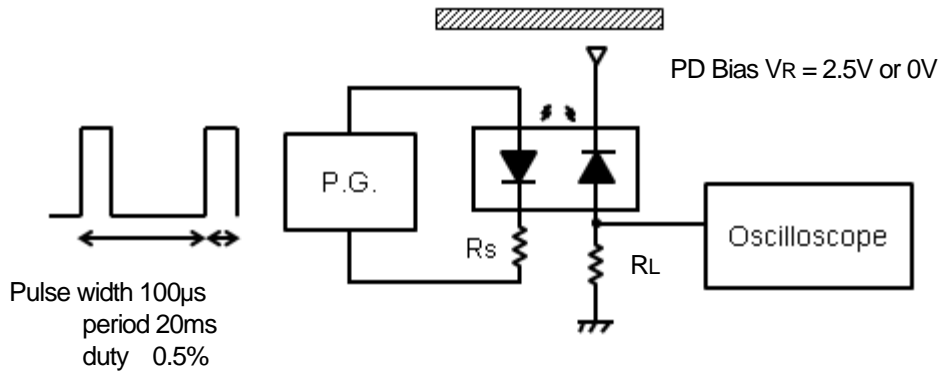 PD Bias VR = 2.5V or 0V
P.G.
Rs
RL
Oscilloscope
Pulse width 100µs
period 20ms
duty 0.5%